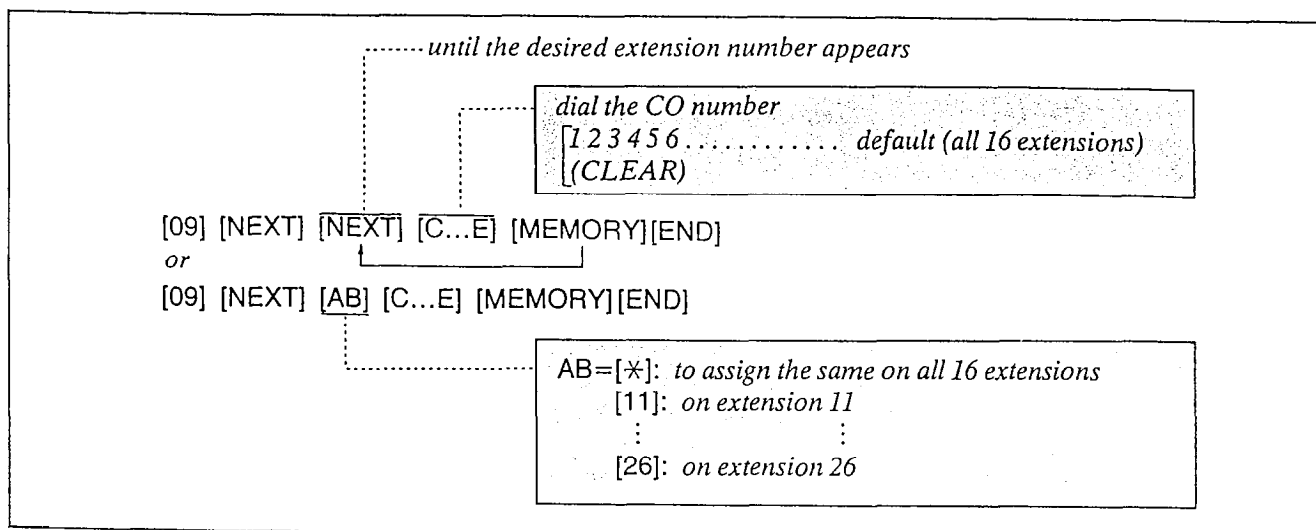 until the desired extension number appears
dial the CO number
1 2 3 4 5 6 ............ default (all 16 extensions)
(CLEAR)
[09] [NEXT] [NEXT] [C...E] [MEMORY][END]
or
[09] [NEXT] [AB] [C...E] [MEMORY][END]
AB=[✳]: to assign the same on all 16 extensions
[11]: on extension 11
⋮ ⋮
[26]: on extension 26